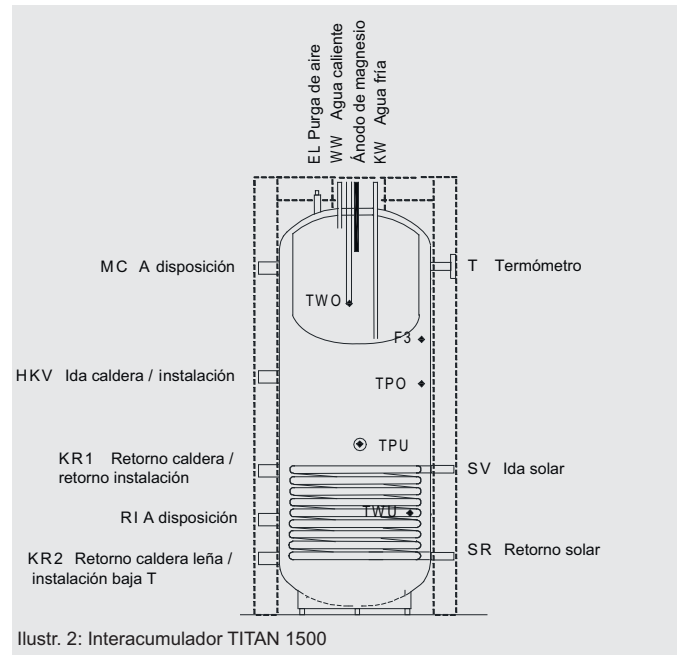 EL Purga de aire
WW Agua caliente
Ánodo de magnesio
KW Agua fría
MC A disposición
T Termómetro
TWO
F3
HKV Ida caldera / instalación
TPO
TPU
KR1 Retorno caldera /
retorno instalación
SV Ida solar
RI A disposición
TWU
KR2 Retorno caldera leña /
instalación baja T
SR Retorno solar
Ilustr. 2: Interacumulador TITAN 1500